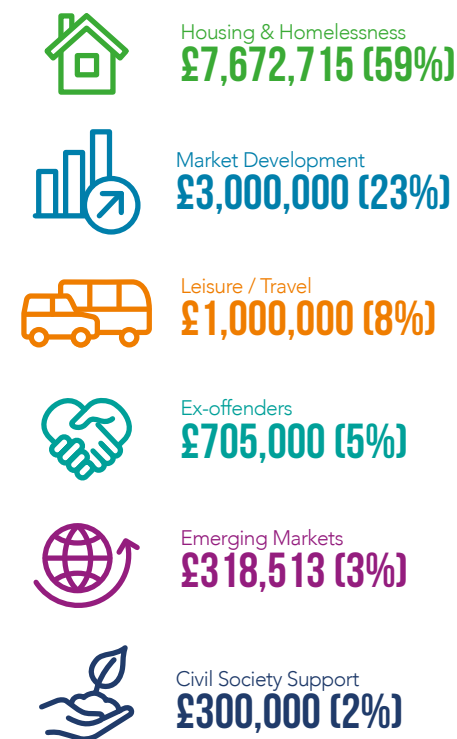 Housing & Homelessness
£7,672,715 (59%)
Market Development
£3,000,000 (23%)
Leisure / Travel
£1,000,000 (8%)
Ex-offenders
£705,000 (5%)
Emerging Markets
£318,513 (3%)
Civil Society Support
£300,000 (2%)